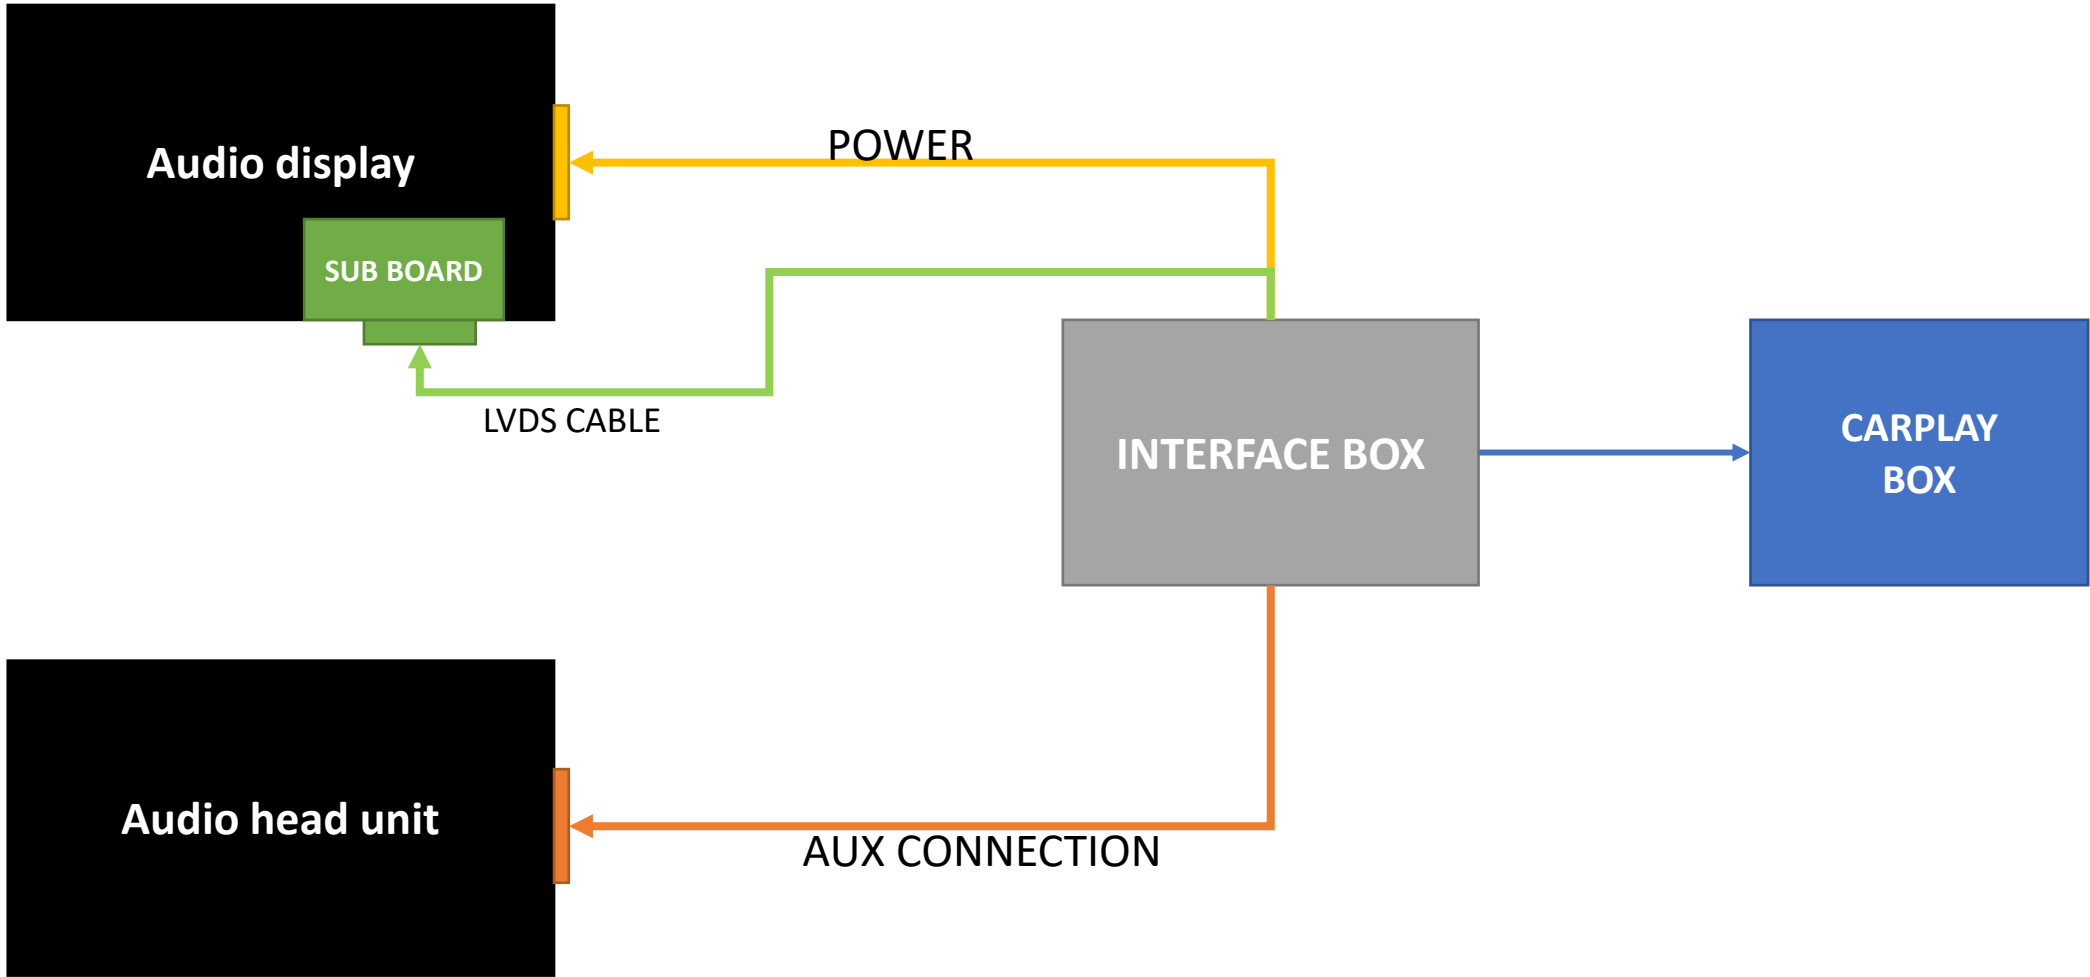 Audio display
POWER
SUB BOARD
LVDS CABLE
INTERFACE BOX
CARPLAY
BOX
Audio head unit
AUX CONNECTION